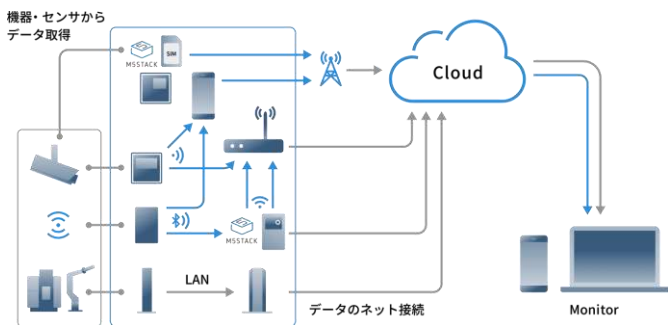 機器・センサから
データ取得
M5STACK
SIM
Cloud
M5STACK
LAN
データのネット接続
Monitor